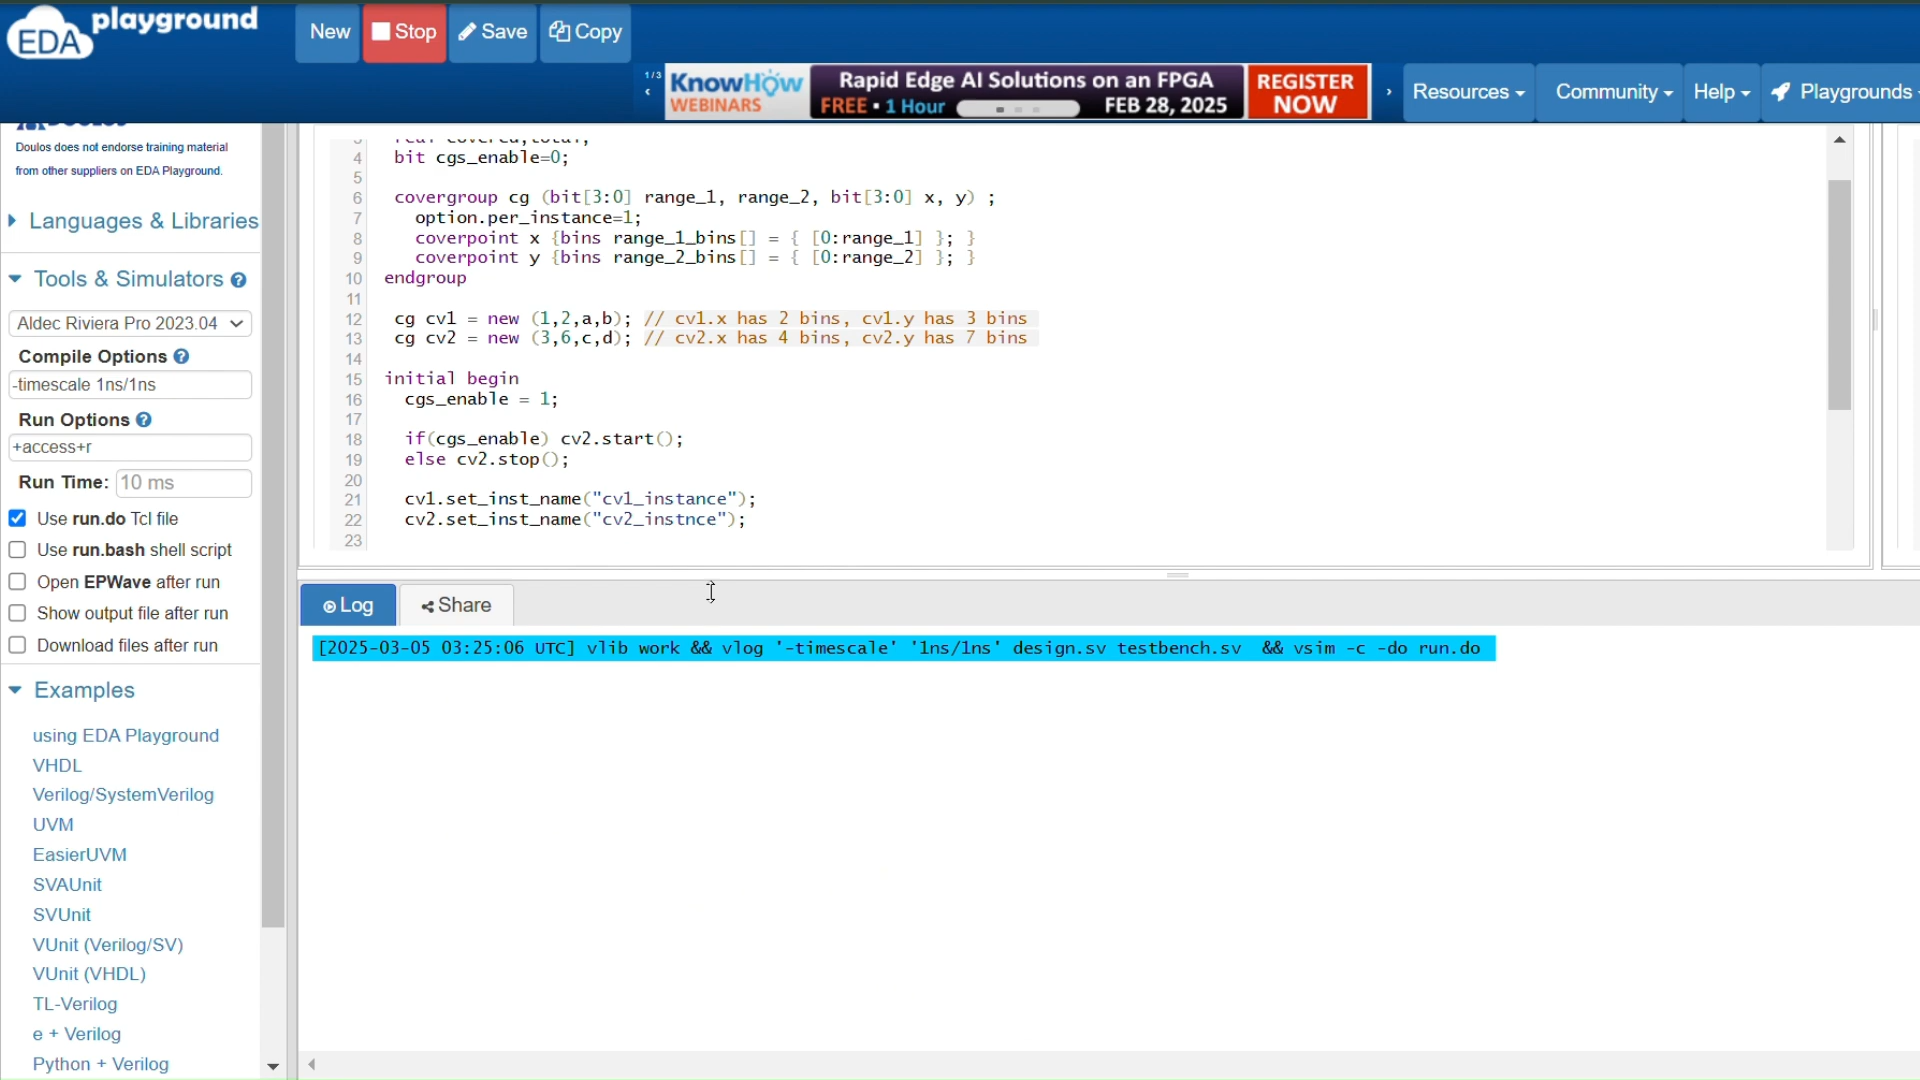 EDA playground
New
Stop
Save
Copy
1/3
KnowHow
WEBINARS
Rapid Edge AI Solutions on an FPGA
FREE • 1 Hour
FEB 28, 2025
REGISTER
NOW
Resources
Community
Help
Playgrounds
Doulos does not endorse training material
from other suppliers on EDA Playground.
Languages & Libraries
Tools & Simulators
Aldec Riviera Pro 2023.04
Compile Options
-timescale 1ns/1ns
Run Options
+access+r
Run Time: 10 ms
Use run.do Tcl file
Use run.bash shell script
Open EPWave after run
Show output file after run
Download files after run
Examples
using EDA Playground
VHDL
Verilog/SystemVerilog
UVM
EasierUVM
SVAUnit
SVUnit
VUnit (Verilog/SV)
VUnit (VHDL)
TL-Verilog
e + Verilog
Python + Verilog
4 bit cgs_enable=0;
5
6 covergroup cg (bit[3:0] range_1, range_2, bit[3:0] x, y) ;
7 option.per_instance=1;
8 coverpoint x {bins range_1_bins[] = { [0:range_1] }; }
9 coverpoint y {bins range_2_bins[] = { [0:range_2] }; }
10 endgroup
11
12 cg cv1 = new (1,2,a,b); // cv1.x has 2 bins, cv1.y has 3 bins
13 cg cv2 = new (3,6,c,d); // cv2.x has 4 bins, cv2.y has 7 bins
14
15 initial begin
16 cgs_enable = 1;
17
18 if(cgs_enable) cv2.start();
19 else cv2.stop();
20
21 cv1.set_inst_name("cv1_instance");
22 cv2.set_inst_name("cv2_instnce");
23
Log
Share
[2025-03-05 03:25:06 UTC] vlib work && vlog '-timescale' '1ns/1ns' design.sv testbench.sv && vsim -c -do run.do